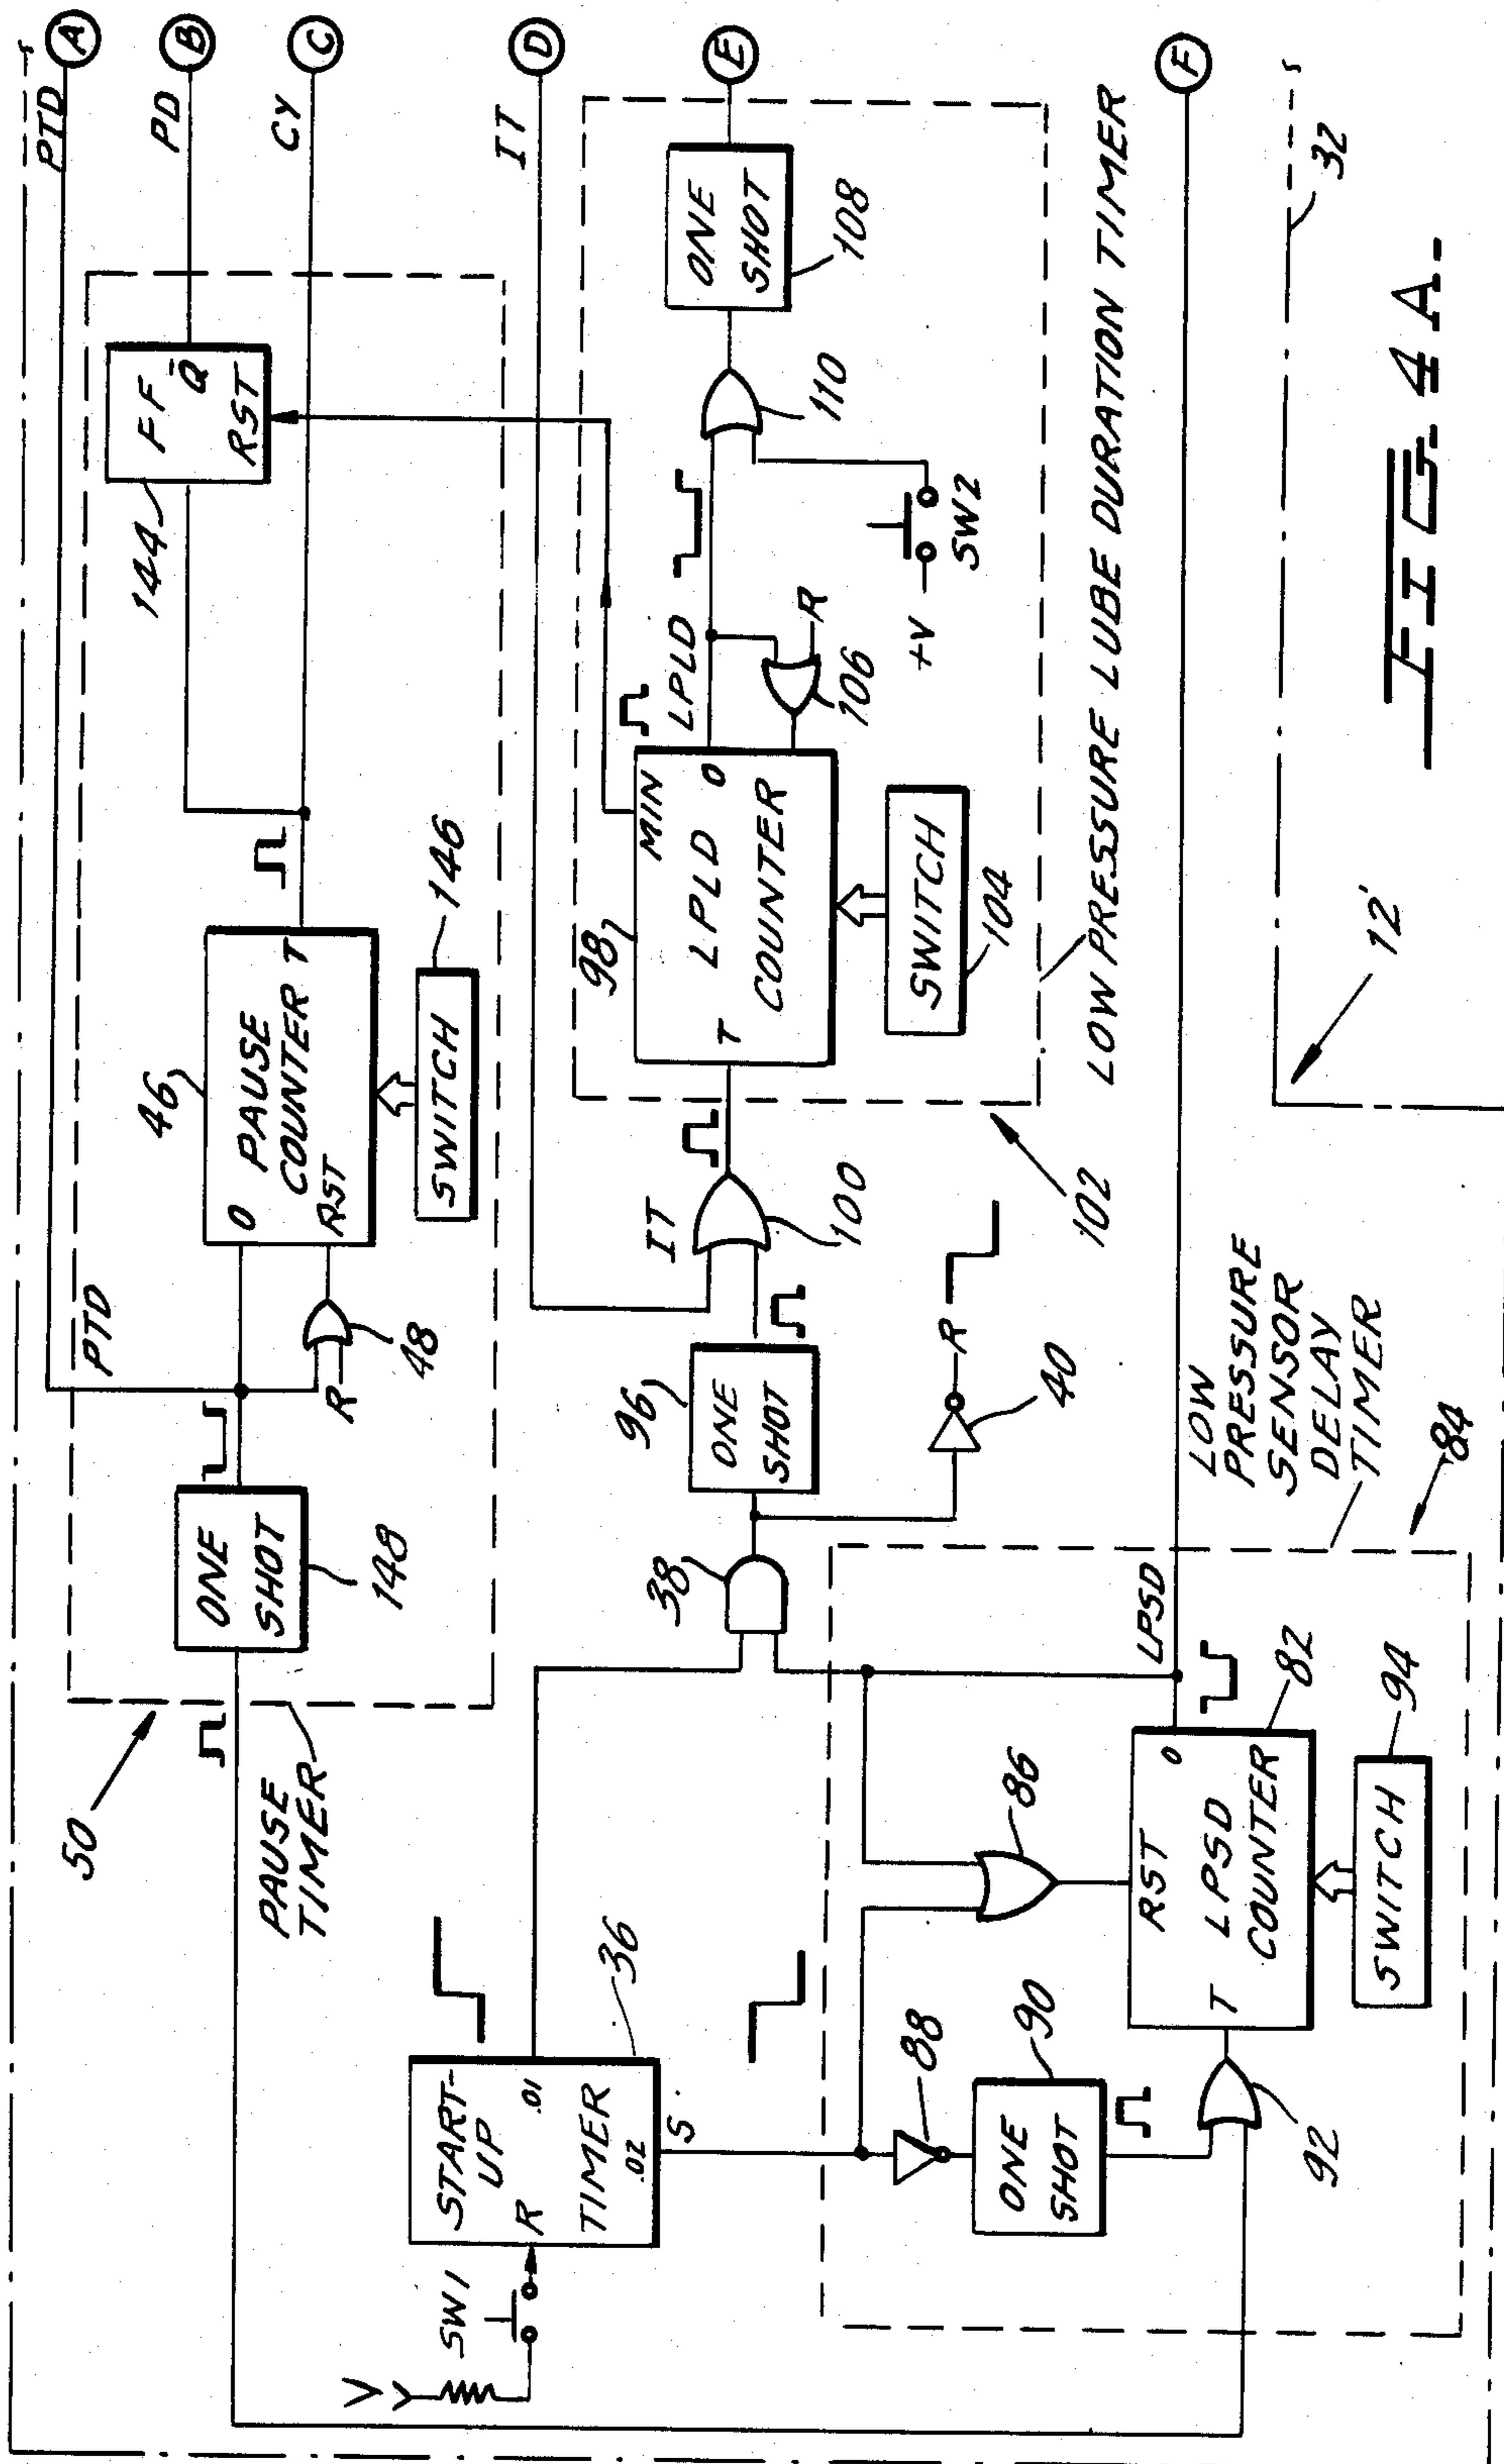 PTD
A
PD
B
CY
C
IT
D
E
F
50
PAUSE
TIMER
ONE
SHOT
148
PTD
R
48
46
O PAUSE
COUNTER T
RST
SWITCH
146
144
FF
Q̄
RST
V
SW1
START-
UP
.01
R
TIMER
.02
S
36
38
96
ONE
SHOT
R
40
IT
100
102
98
MIN
T LPLD O
COUNTER
SWITCH
104
LPLD
106
R
+V
SW2
110
ONE
SHOT
108
LOW PRESSURE LUBE DURATION TIMER
88
ONE
SHOT
90
92
86
RST
O
T LPSD
COUNTER
82
SWITCH
94
LPSD
LOW
PRESSURE
SENSOR
DELAY
TIMER
84
12'
32
FIG. 4A.